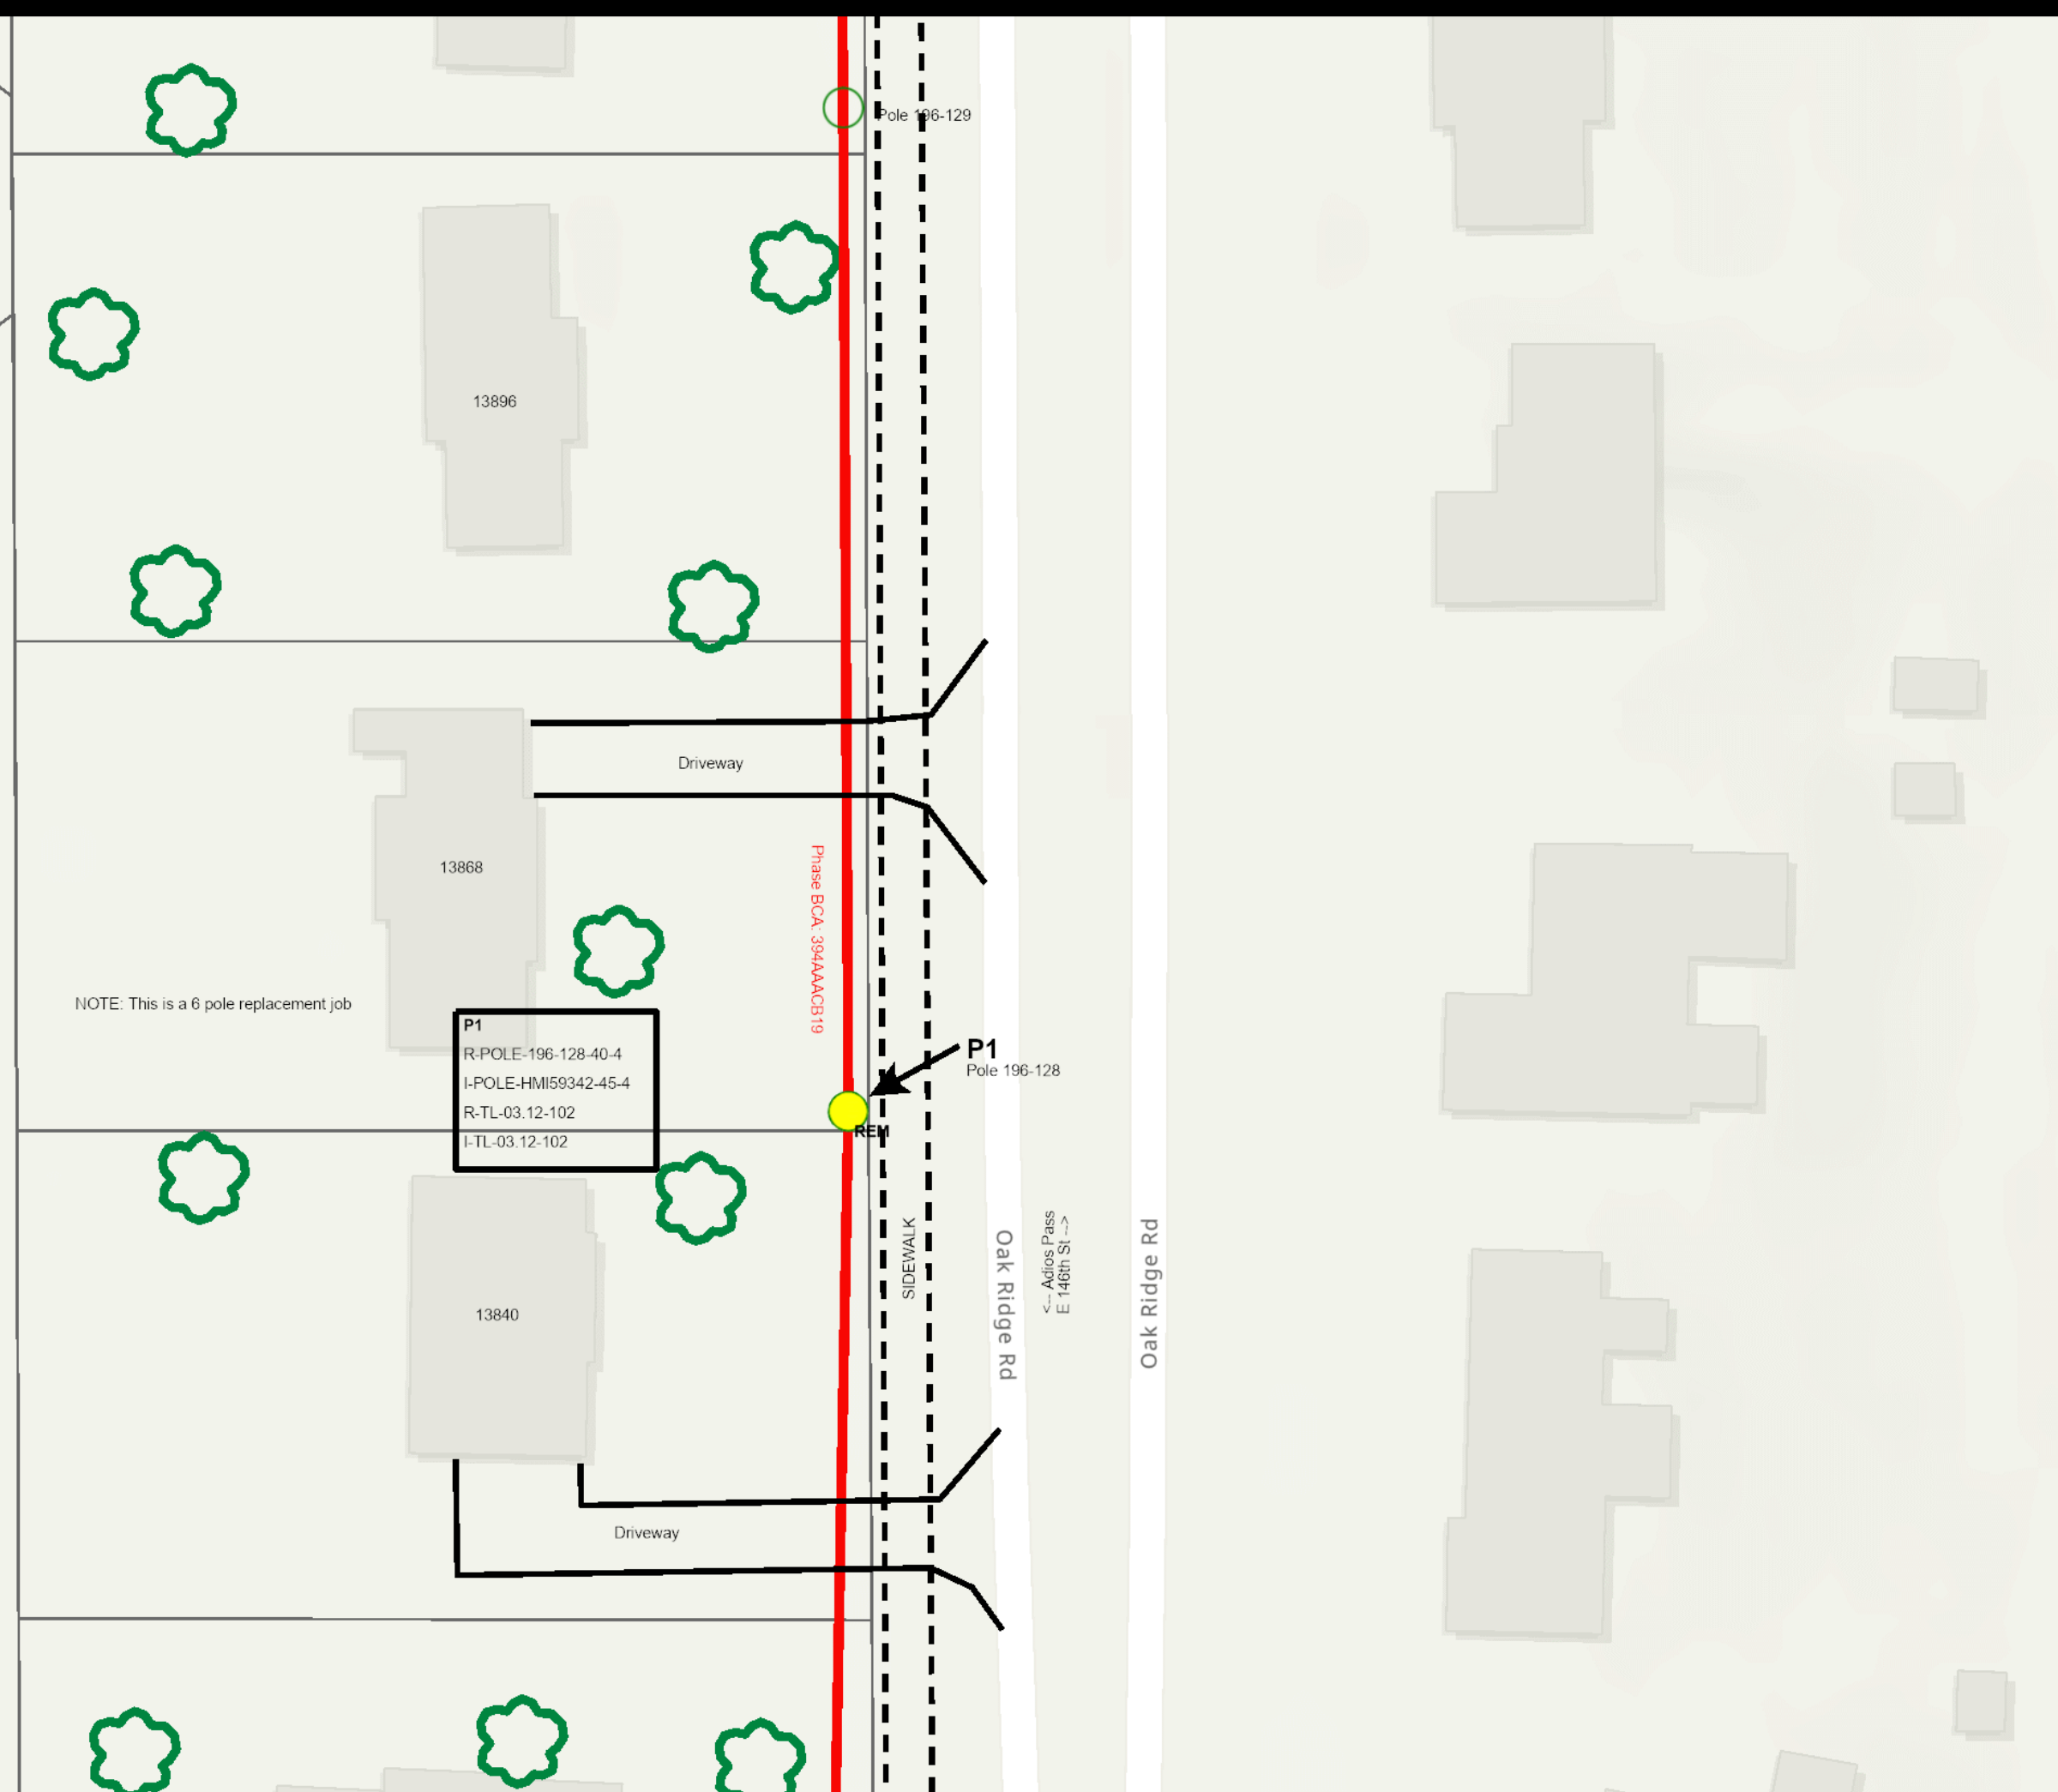 Pole 196-129
13896
Driveway
13868
Phase BCA: 394AAAACB19
NOTE: This is a 6 pole replacement job
P1
R-POLE-196-128-40-4
I-POLE-HMI59342-45-4
R-TL-03.12-102
I-TL-03.12-102
P1
Pole 196-128
REM
SIDEWALK
Oak Ridge Rd
<-- Adios Pass
E 146th St -->
Oak Ridge Rd
13840
Driveway